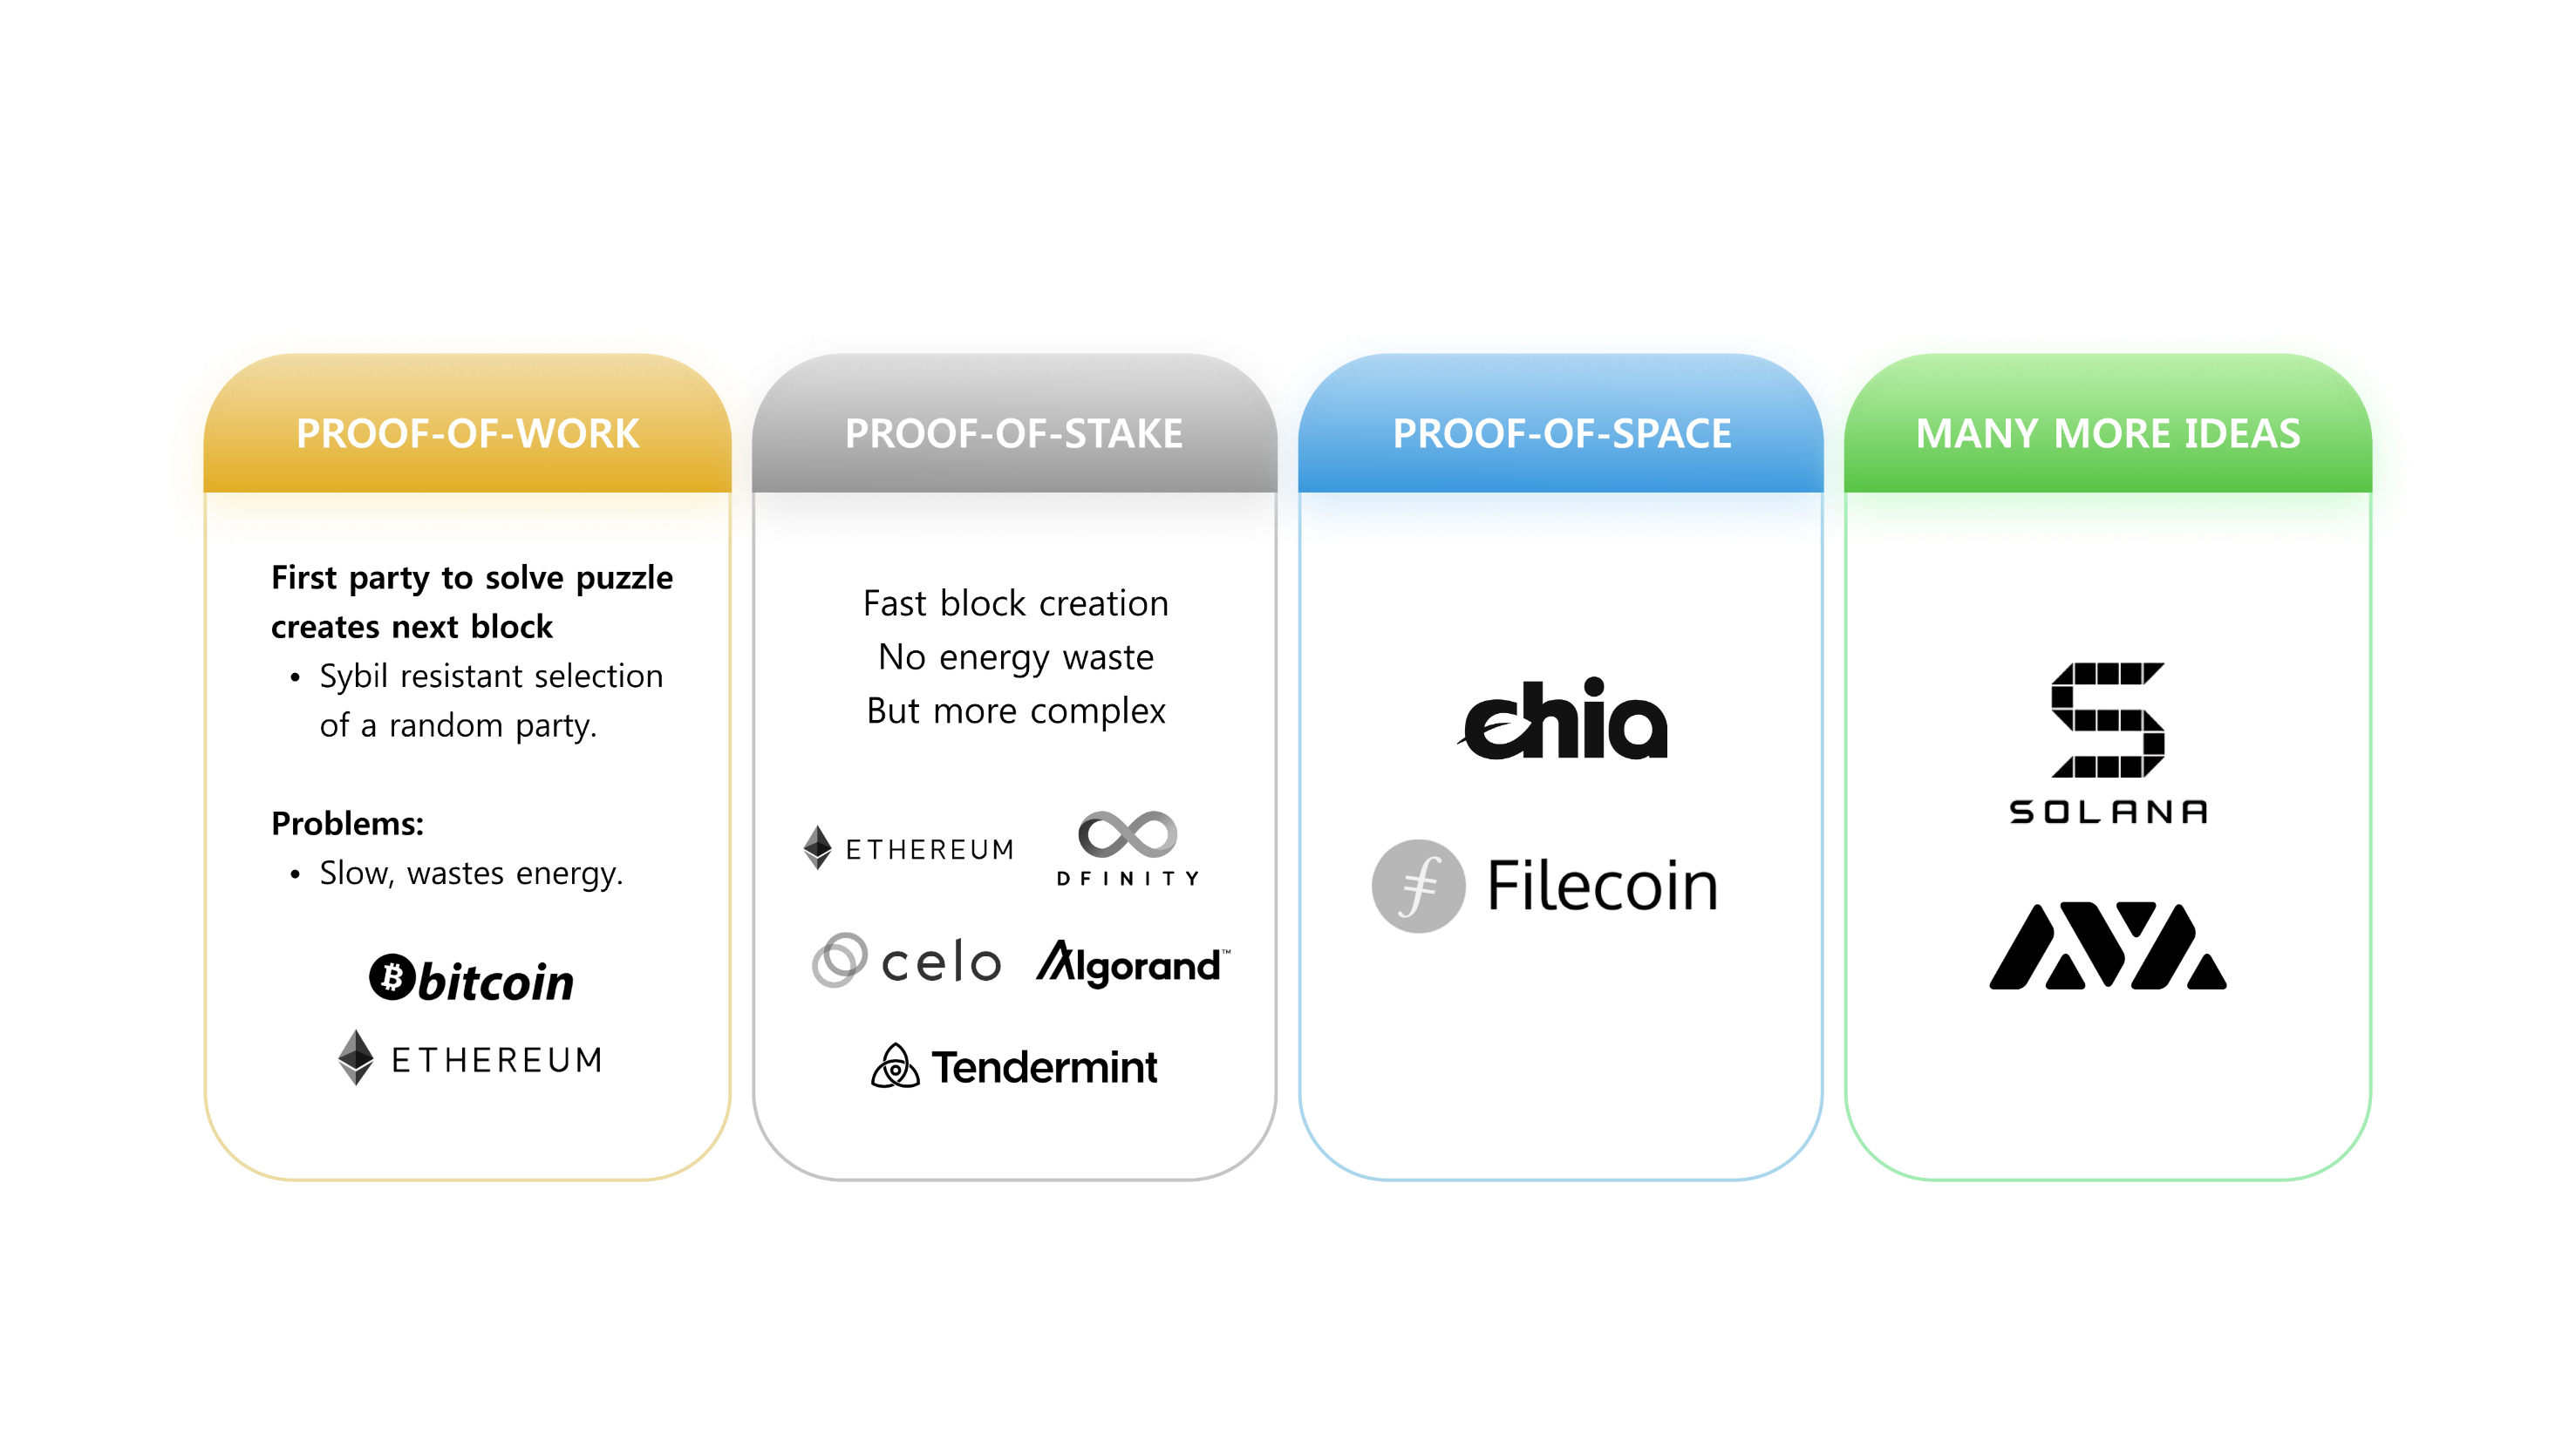 PROOF-OF-WORK
First party to solve puzzle
creates next block
• Sybil resistant selection
of a random party.
Problems:
• Slow, wastes energy.
bitcoin
ETHEREUM
PROOF-OF-STAKE
Fast block creation
No energy waste
But more complex
ETHEREUM
DFINITY
celo
Algorand™
Tendermint
PROOF-OF-SPACE
chia
Filecoin
MANY MORE IDEAS
SOLANA
AVA